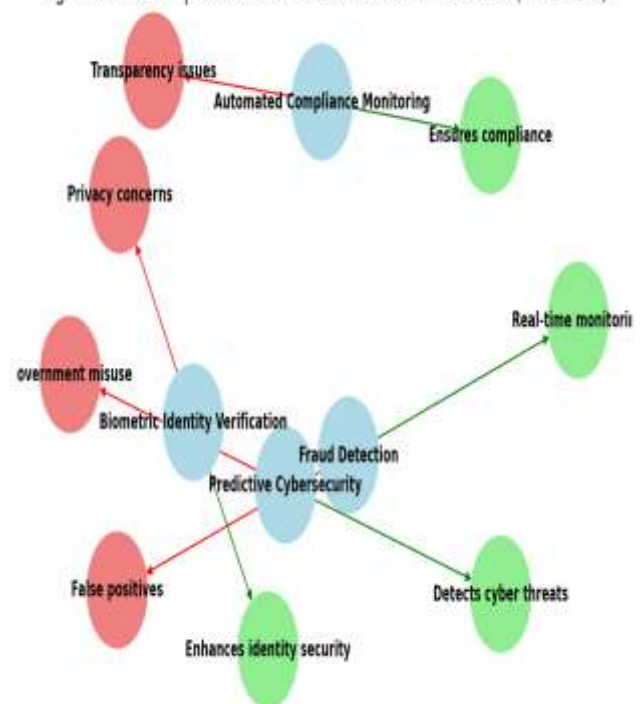 Transparency issues
Automated Compliance Monitoring
Ensures compliance
Privacy concerns
Real-time monitorin
overnment misuse
Biometric Identity Verification
Fraud Detection
Predictive Cybersecurity
False positives
Detects cyber threats
Enhances identity security